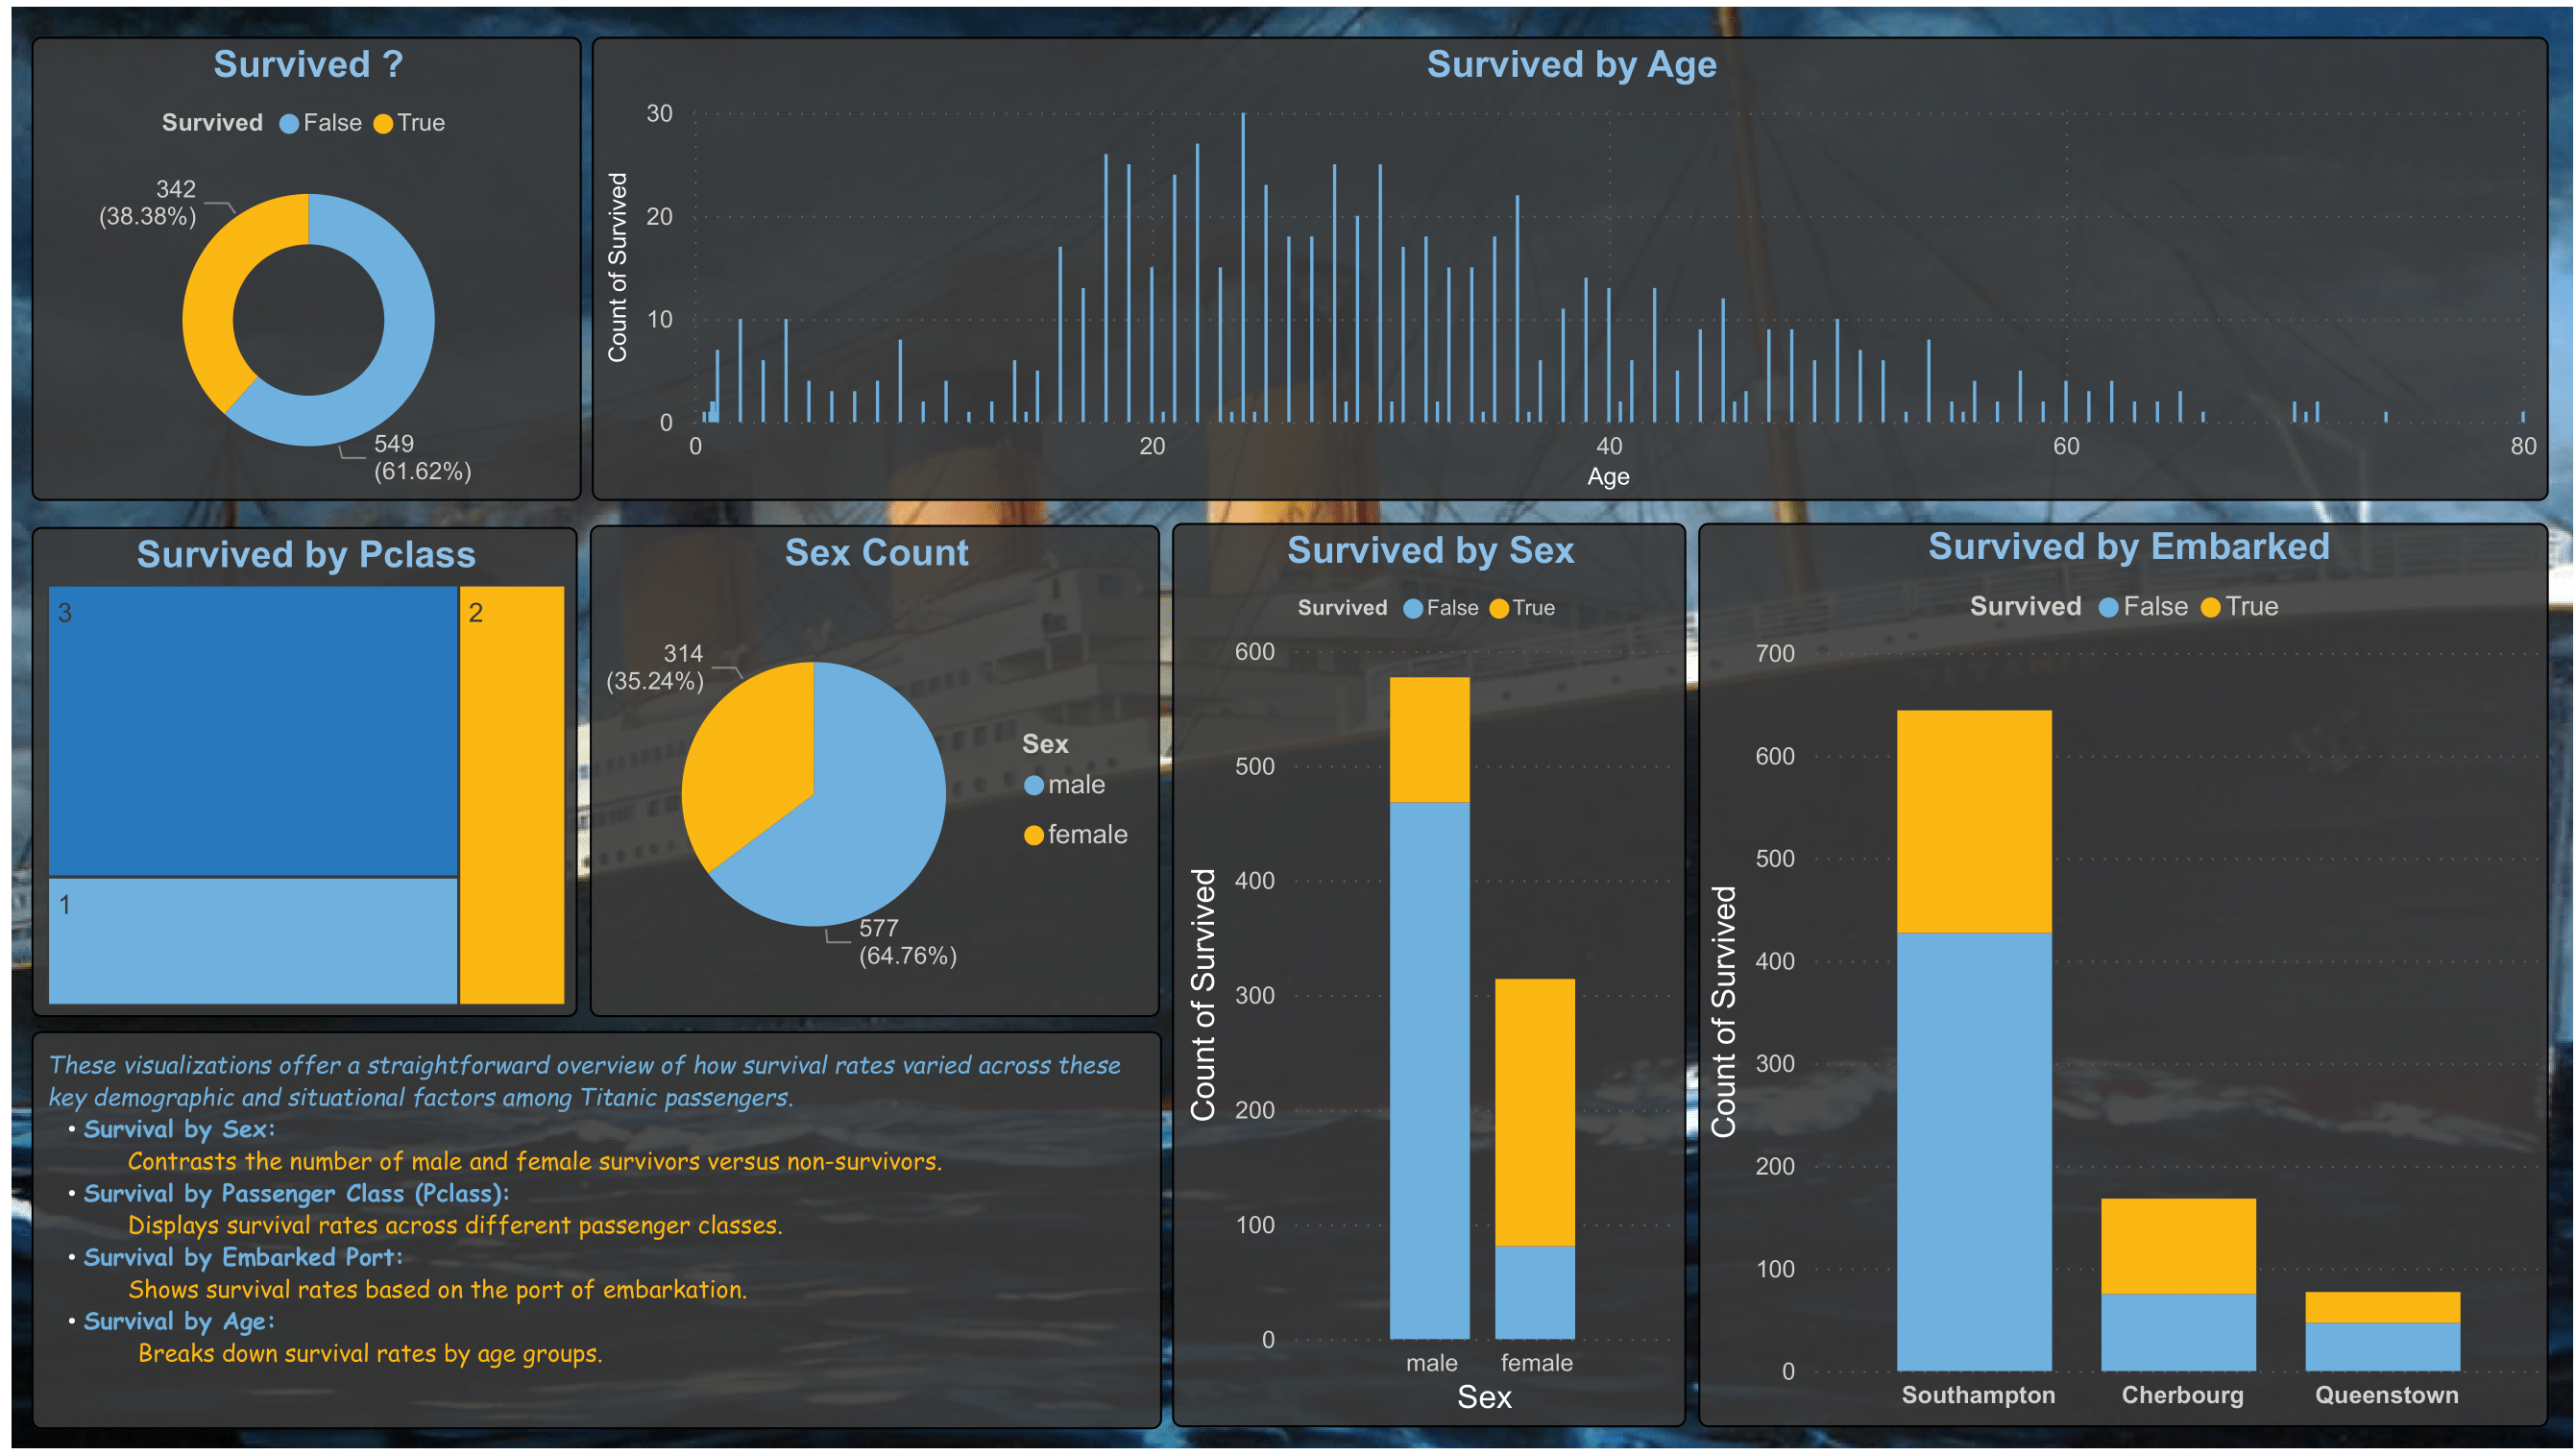 Survived ?
Survived False True
342
(38.38%)
549
(61.62%)
Survived by Age
Count of Survived
30
20
10
0
0 20 40 60 80
Age
Survived by Pclass
3
2
1
Sex Count
314
(35.24%)
577
(64.76%)
Sex
male
female
Survived by Sex
Survived False True
Count of Survived
600
500
400
300
200
100
0
male female
Sex
Survived by Embarked
Survived False True
Count of Survived
700
600
500
400
300
200
100
0
Southampton Cherbourg Queenstown
These visualizations offer a straightforward overview of how survival rates varied across these
key demographic and situational factors among Titanic passengers.
• Survival by Sex:
Contrasts the number of male and female survivors versus non-survivors.
• Survival by Passenger Class (Pclass):
Displays survival rates across different passenger classes.
• Survival by Embarked Port:
Shows survival rates based on the port of embarkation.
• Survival by Age:
Breaks down survival rates by age groups.